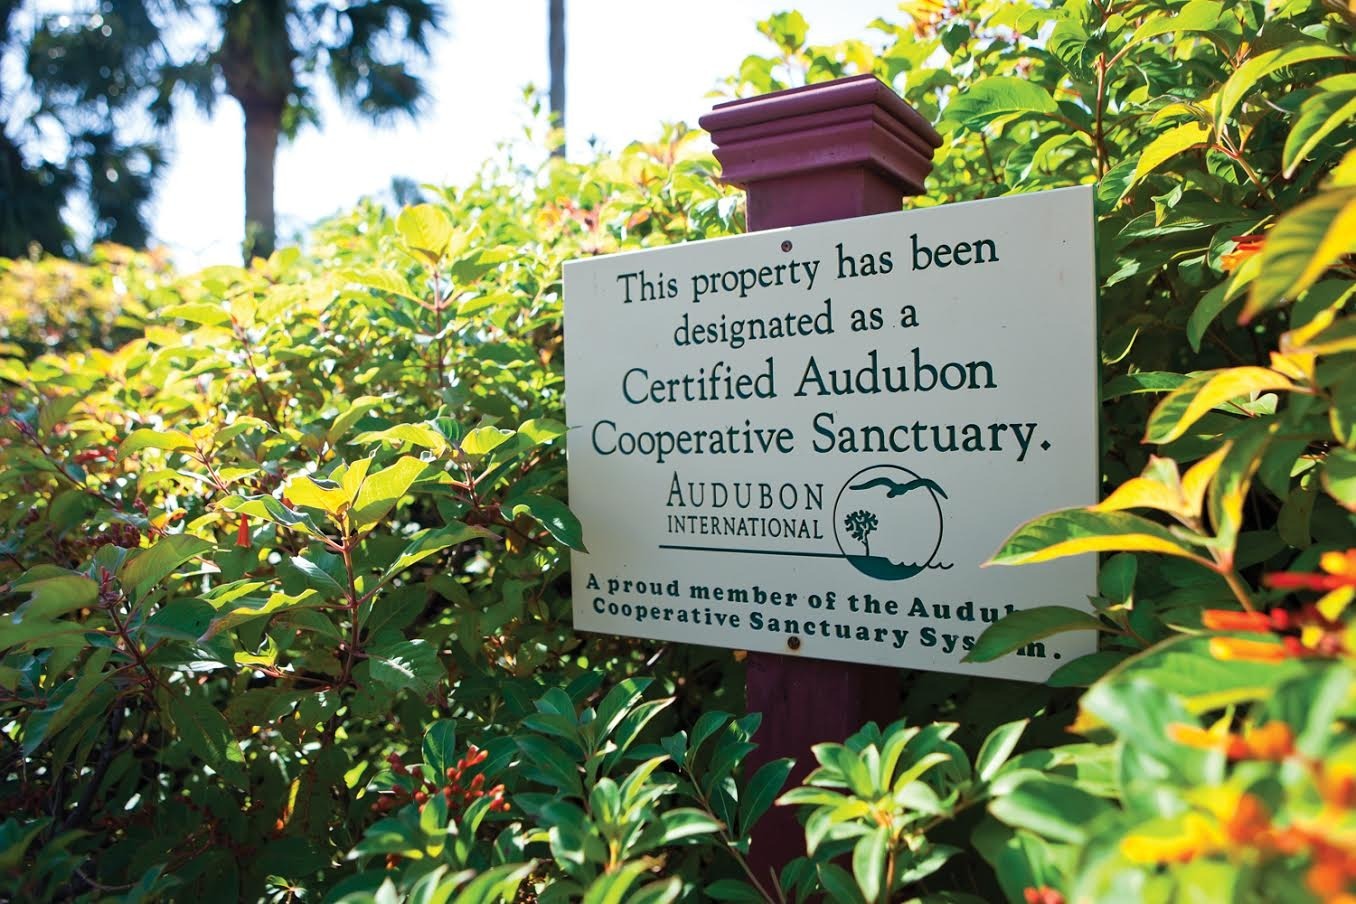 This property has been
designated as a
Certified Audubon
Cooperative Sanctuary.
AUDUBON
INTERNATIONAL
A proud member of the
Cooperative Sanctuary